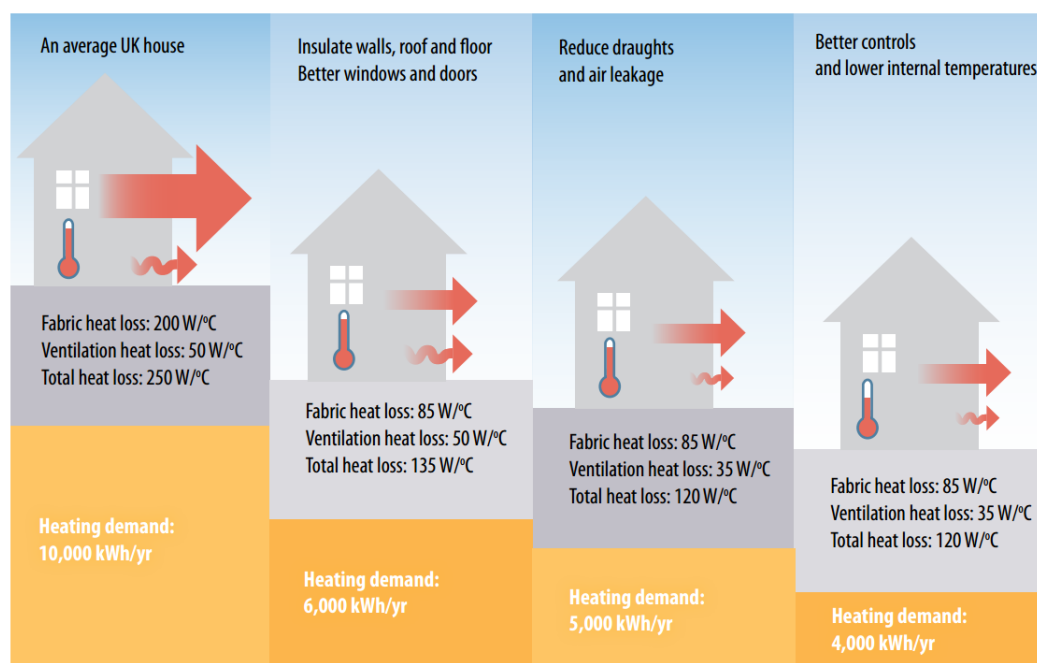 An average UK house
Fabric heat loss: 200 W/ºC
Ventilation heat loss: 50 W/ºC
Total heat loss: 250 W/ºC
Heating demand:
10,000 kWh/yr
Insulate walls, roof and floor
Better windows and doors
Fabric heat loss: 85 W/ºC
Ventilation heat loss: 50 W/ºC
Total heat loss: 135 W/ºC
Heating demand:
6,000 kWh/yr
Reduce draughts
and air leakage
Fabric heat loss: 85 W/ºC
Ventilation heat loss: 35 W/ºC
Total heat loss: 120 W/ºC
Heating demand:
5,000 kWh/yr
Better controls
and lower internal temperatures
Fabric heat loss: 85 W/ºC
Ventilation heat loss: 35 W/ºC
Total heat loss: 120 W/ºC
Heating demand:
4,000 kWh/yr